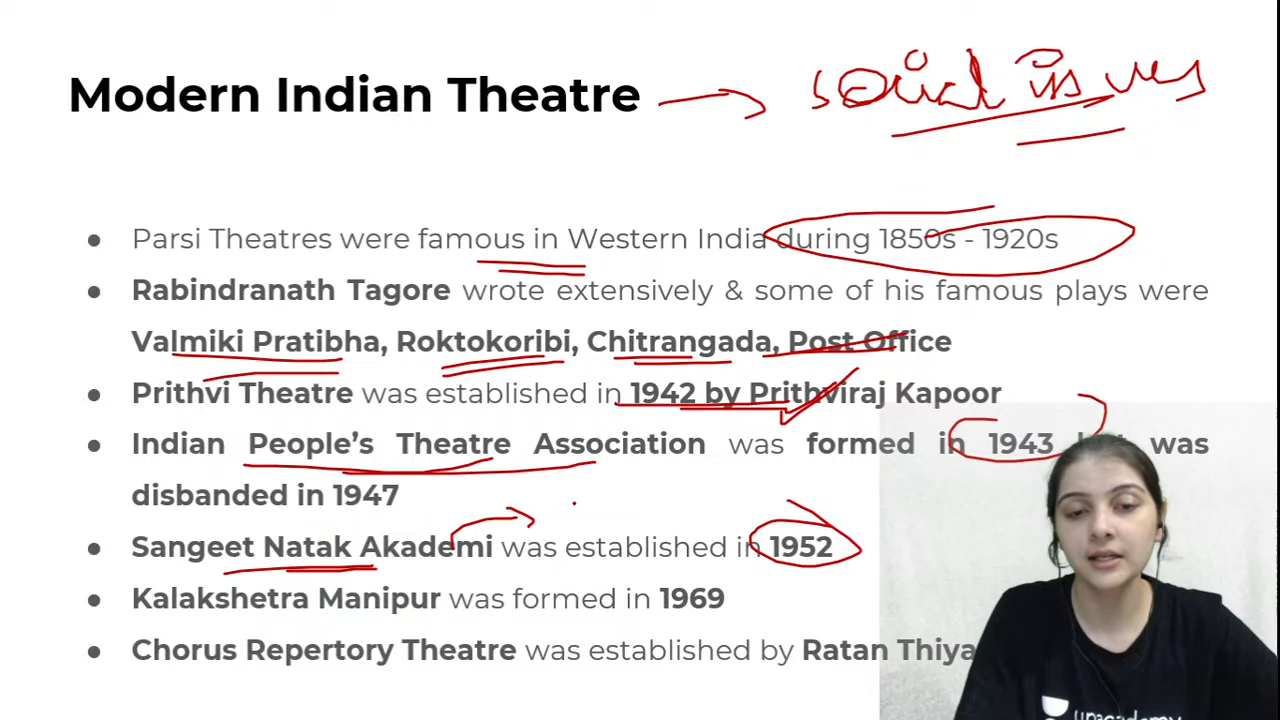 Modern Indian Theatre → social issues
● Parsi Theatres were famous in Western India during 1850s - 1920s
● Rabindranath Tagore wrote extensively & some of his famous plays were
Valmiki Pratibha, Roktokoribi, Chitrangada, Post Office
● Prithvi Theatre was established in 1942 by Prithviraj Kapoor
● Indian People's Theatre Association was formed in 1943 but was
disbanded in 1947
● Sangeet Natak Akademi was established in 1952
● Kalakshetra Manipur was formed in 1969
● Chorus Repertory Theatre was established by Ratan Thiya
unacademy